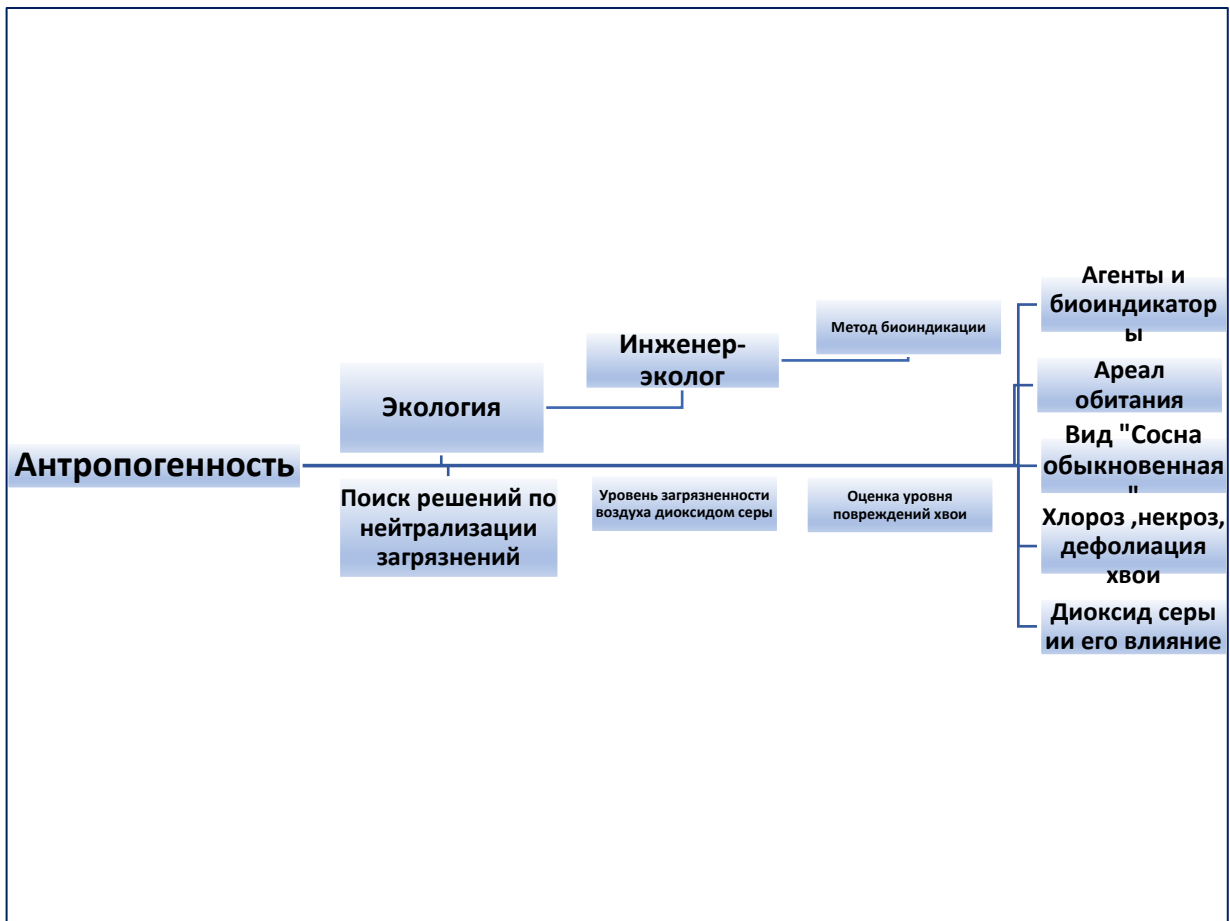 Антропогенность
Экология
Поиск решений по
нейтрализации
загрязнений
Инженер-
эколог
Уровень загрязненности
воздуха диоксидом серы
Метод биоиндикации
Оценка уровня
повреждений хвои
Агенты и
биоиндикатор
ы
Ареал
обитания
Вид "Сосна
обыкновенная
"
Хлороз ,некроз,
дефолиация
хвои
Диоксид серы
ии его влияние